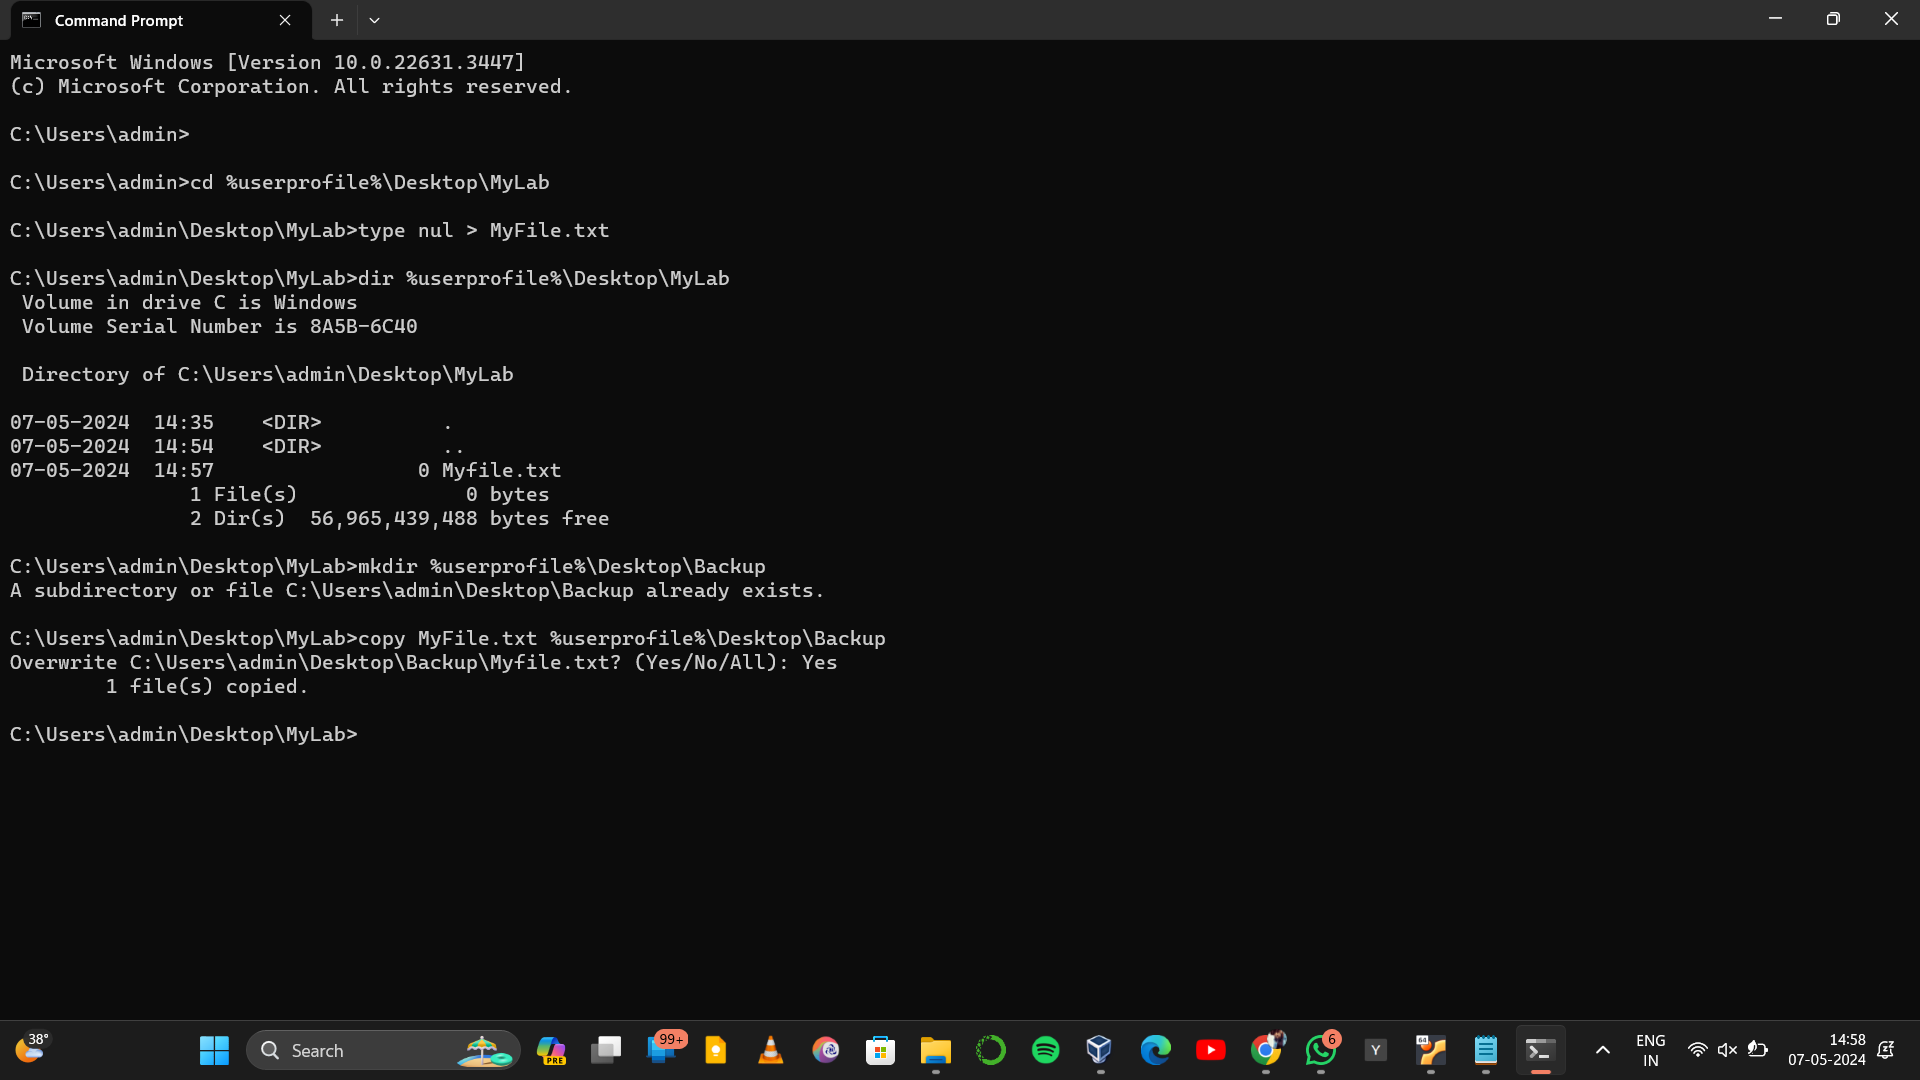 Command Prompt
Microsoft Windows [Version 10.0.22631.3447]
(c) Microsoft Corporation. All rights reserved.
C:\Users\admin>
C:\Users\admin>cd %userprofile%\Desktop\MyLab
C:\Users\admin\Desktop\MyLab>type nul > MyFile.txt
C:\Users\admin\Desktop\MyLab>dir %userprofile%\Desktop\MyLab
 Volume in drive C is Windows
 Volume Serial Number is 8A5B-6C40
 Directory of C:\Users\admin\Desktop\MyLab
07-05-2024  14:35    <DIR>          .
07-05-2024  14:54    <DIR>          ..
07-05-2024  14:57                 0 Myfile.txt
               1 File(s)              0 bytes
               2 Dir(s)  56,965,439,488 bytes free
C:\Users\admin\Desktop\MyLab>mkdir %userprofile%\Desktop\Backup
A subdirectory or file C:\Users\admin\Desktop\Backup already exists.
C:\Users\admin\Desktop\MyLab>copy MyFile.txt %userprofile%\Desktop\Backup
Overwrite C:\Users\admin\Desktop\Backup\Myfile.txt? (Yes/No/All): Yes
        1 file(s) copied.
C:\Users\admin\Desktop\MyLab>
38°
Search
PRE
99+
6
Y
64
ENG
IN
14:58
07-05-2024